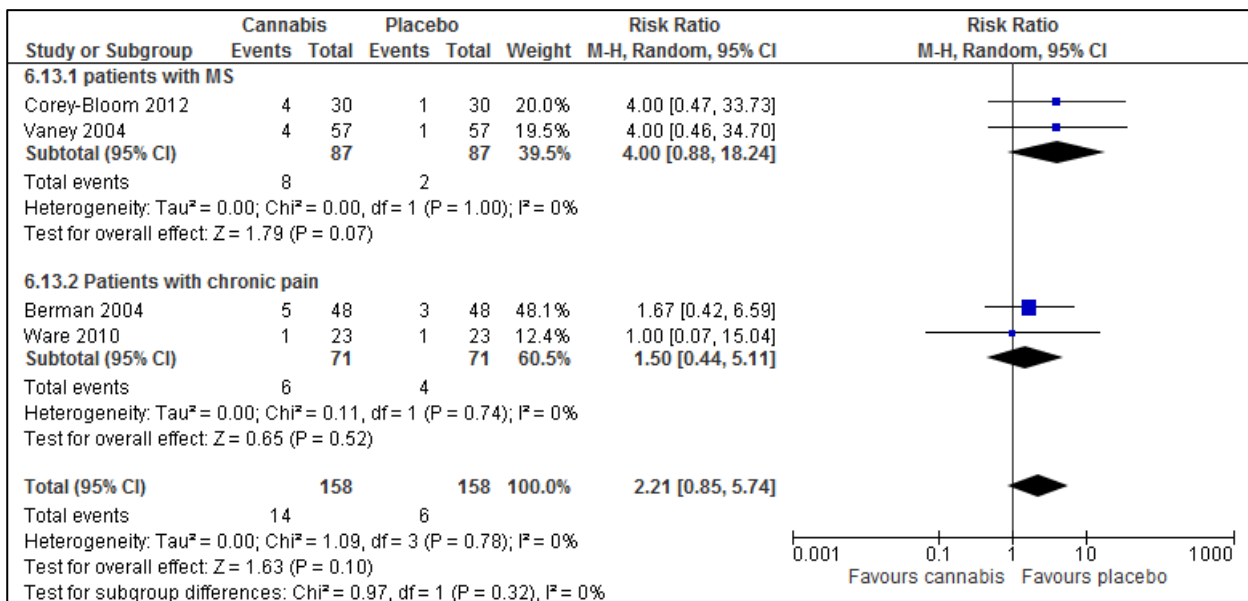 Cannabis Placebo Risk Ratio Risk Ratio
Study or Subgroup Events Total Events Total Weight M-H, Random, 95% CI M-H, Random, 95% CI
6.13.1 patients with MS
Corey-Bloom 2012 4 30 1 30 20.0% 4.00 [0.47, 33.73]
Vaney 2004 4 57 1 57 19.5% 4.00 [0.46, 34.70]
Subtotal (95% CI) 87 87 39.5% 4.00 [0.88, 18.24]
Total events 8 2
Heterogeneity: Tau² = 0.00; Chi² = 0.00, df = 1 (P = 1.00); I² = 0%
Test for overall effect: Z = 1.79 (P = 0.07)
6.13.2 Patients with chronic pain
Berman 2004 5 48 3 48 48.1% 1.67 [0.42, 6.59]
Ware 2010 1 23 1 23 12.4% 1.00 [0.07, 15.04]
Subtotal (95% CI) 71 71 60.5% 1.50 [0.44, 5.11]
Total events 6 4
Heterogeneity: Tau² = 0.00; Chi² = 0.11, df = 1 (P = 0.74); I² = 0%
Test for overall effect: Z = 0.65 (P = 0.52)
Total (95% CI) 158 158 100.0% 2.21 [0.85, 5.74]
Total events 14 6
Heterogeneity: Tau² = 0.00; Chi² = 1.09, df = 3 (P = 0.78); I² = 0%
Test for overall effect: Z = 1.63 (P = 0.10)
Test for subgroup differences: Chi² = 0.97, df = 1 (P = 0.32), I² = 0%
0.001 0.1 1 10 1000
Favours cannabis Favours placebo